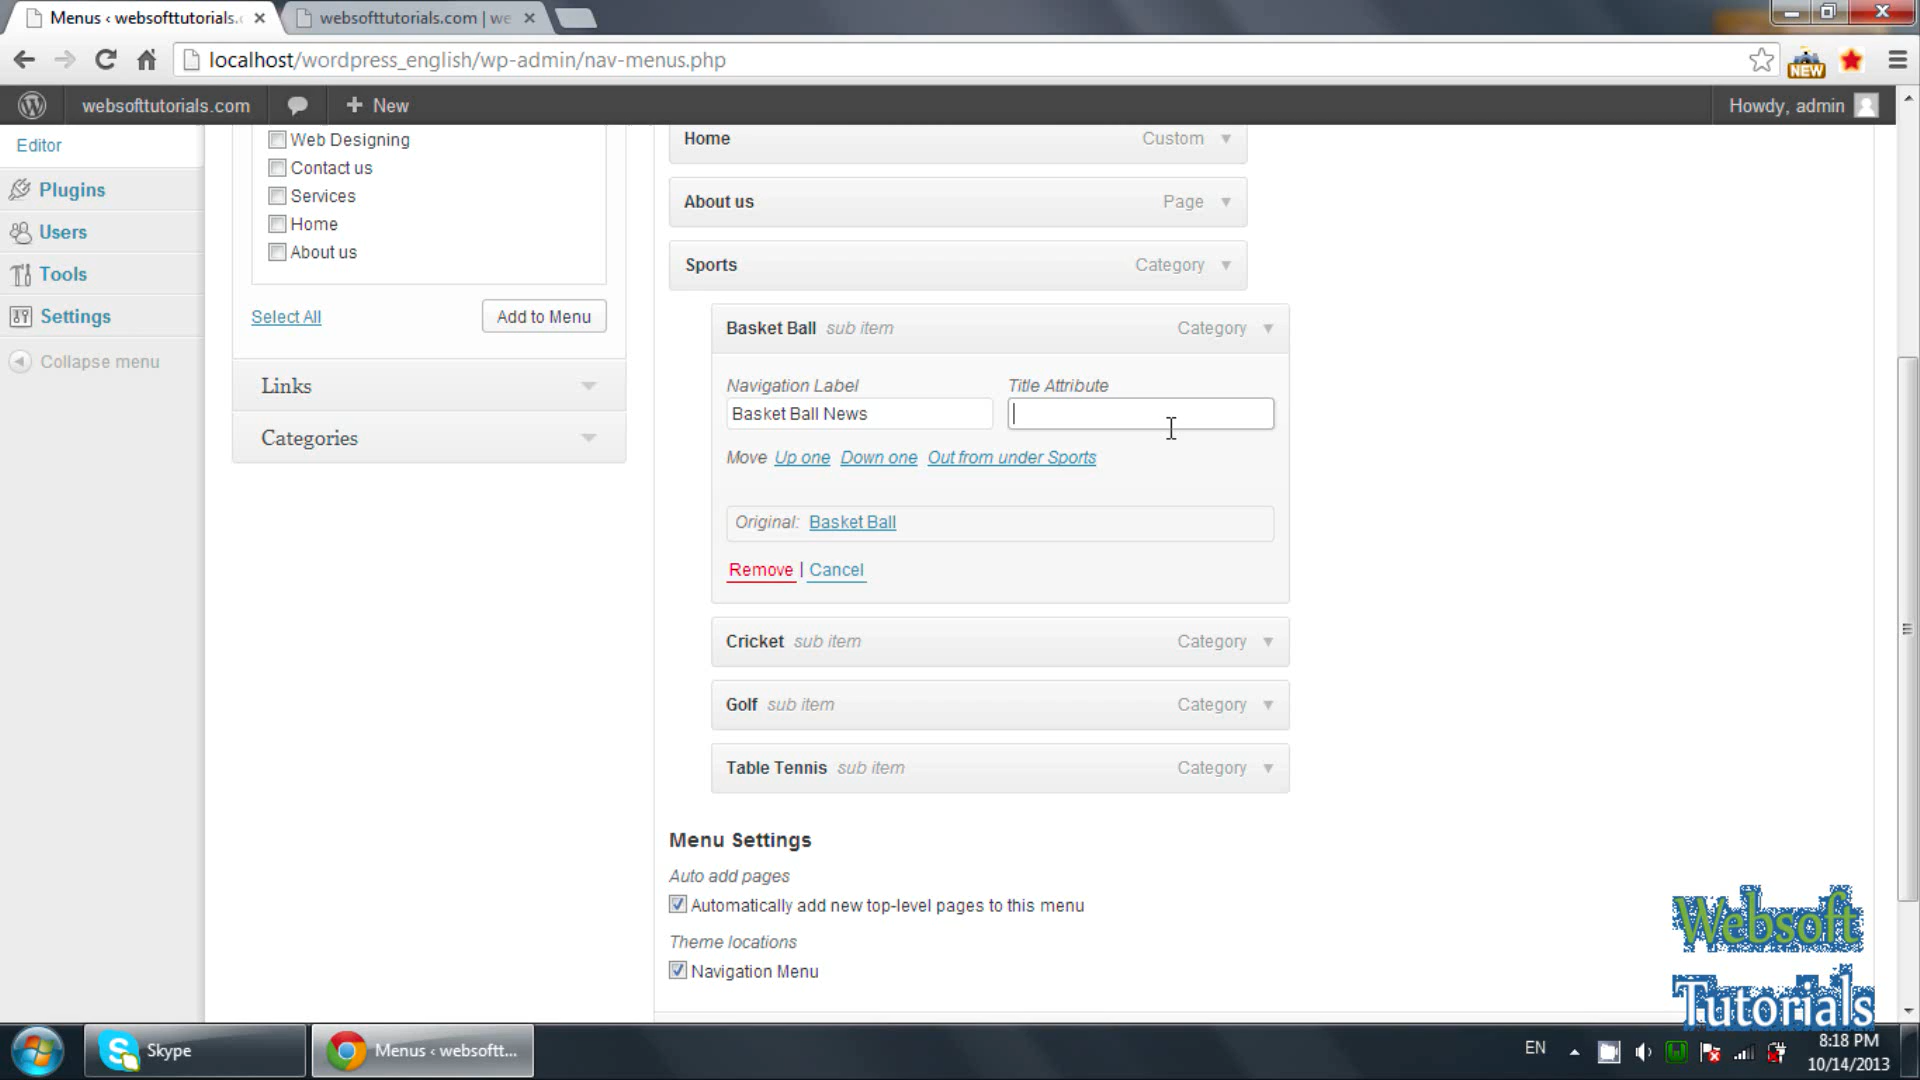 Menus ‹ websofttutorials.c
websofttutorials.com | we
localhost/wordpress_english/wp-admin/nav-menus.php
NEW
websofttutorials.com
+ New
Howdy, admin
Editor
Plugins
Users
Tools
Settings
Collapse menu
Web Designing
Contact us
Services
Home
About us
Select All
Add to Menu
Links
Categories
Home Custom
About us Page
Sports Category
Basket Ball sub item Category
Navigation Label Title Attribute
Basket Ball News
Move Up one Down one Out from under Sports
Original: Basket Ball
Remove | Cancel
Cricket sub item Category
Golf sub item Category
Table Tennis sub item Category
Menu Settings
Auto add pages
Automatically add new top-level pages to this menu
Theme locations
Navigation Menu
Websoft
Tutorials
Skype
Menus ‹ websoftt...
EN
8:18 PM
10/14/2013